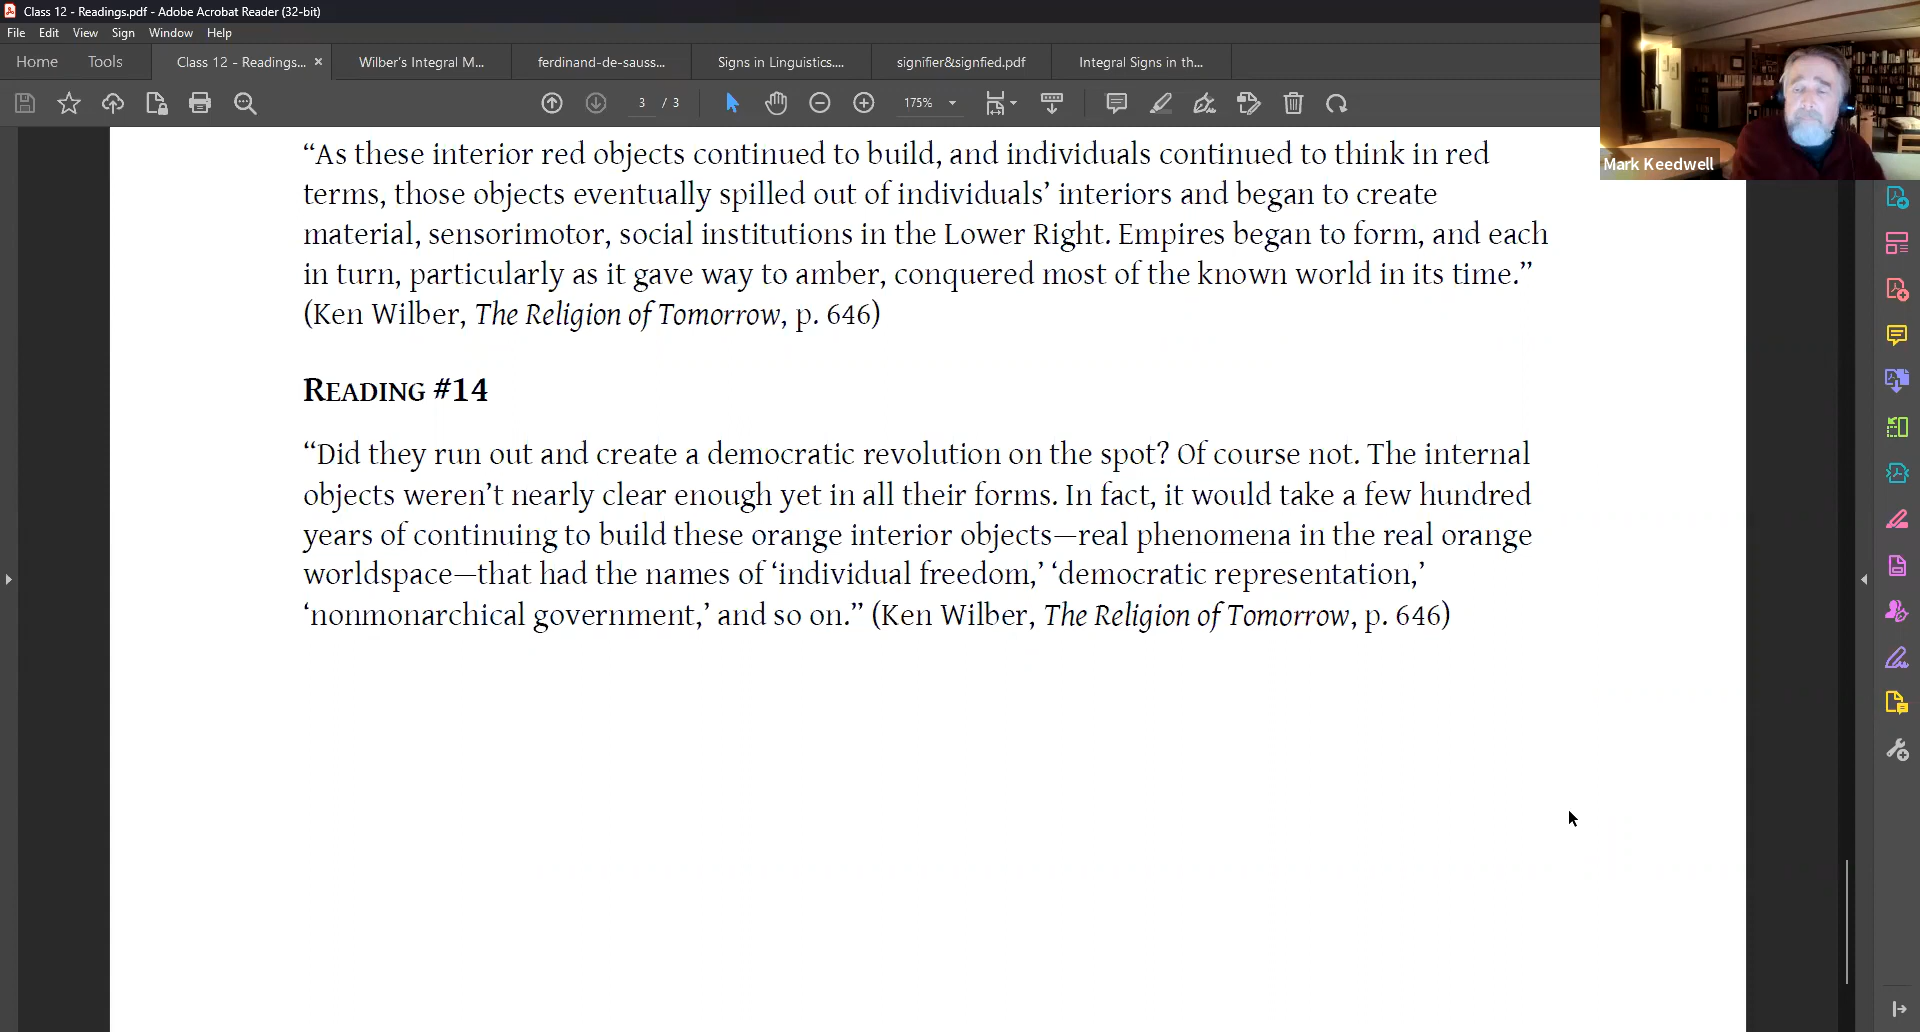 Class 12 - Readings.pdf - Adobe Acrobat Reader (32-bit)
File Edit View Sign Window Help
Home Tools Class 12 - Readings... × Wilber's Integral M... ferdinand-de-sauss... Signs in Linguistics.... signifier&signfied.pdf Integral Signs in th...
3 / 3 175%
Mark Keedwell
“As these interior red objects continued to build, and individuals continued to think in red
terms, those objects eventually spilled out of individuals’ interiors and began to create
material, sensorimotor, social institutions in the Lower Right. Empires began to form, and each
in turn, particularly as it gave way to amber, conquered most of the known world in its time.”
(Ken Wilber, The Religion of Tomorrow, p. 646)
READING #14
“Did they run out and create a democratic revolution on the spot? Of course not. The internal
objects weren’t nearly clear enough yet in all their forms. In fact, it would take a few hundred
years of continuing to build these orange interior objects—real phenomena in the real orange
worldspace—that had the names of ‘individual freedom,’ ‘democratic representation,’
‘nonmonarchical government,’ and so on.” (Ken Wilber, The Religion of Tomorrow, p. 646)